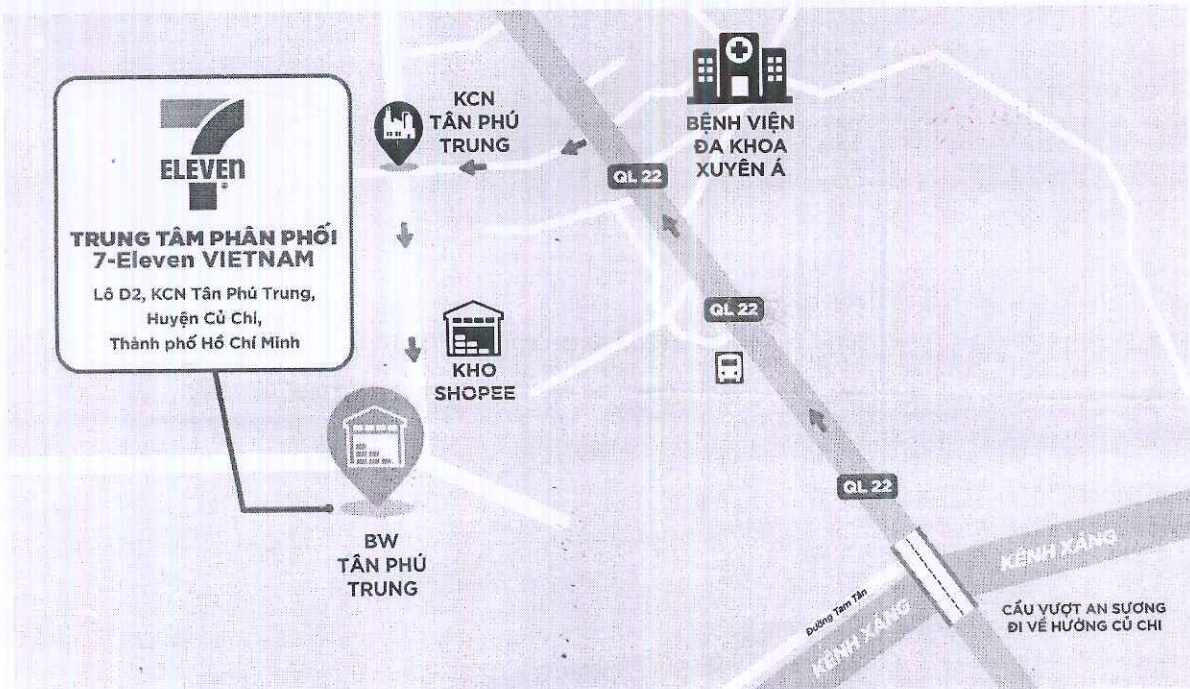 7
ELEVEn
®
TRUNG TÂM PHÂN PHỐI
7-Eleven VIETNAM
Lô D2, KCN Tân Phú Trung,
Huyện Củ Chi,
Thành phố Hồ Chí Minh
KCN
TÂN PHÚ
TRUNG
BỆNH VIỆN
ĐA KHOA
XUYÊN Á
QL 22
QL 22
KHO
SHOPEE
QL 22
BW
TÂN PHÚ
TRUNG
KÊNH XÁNG
Đường Tam Tân
KÊNH XÁNG
CẦU VƯỢT AN SƯƠNG
ĐI VỀ HƯỚNG CỦ CHI